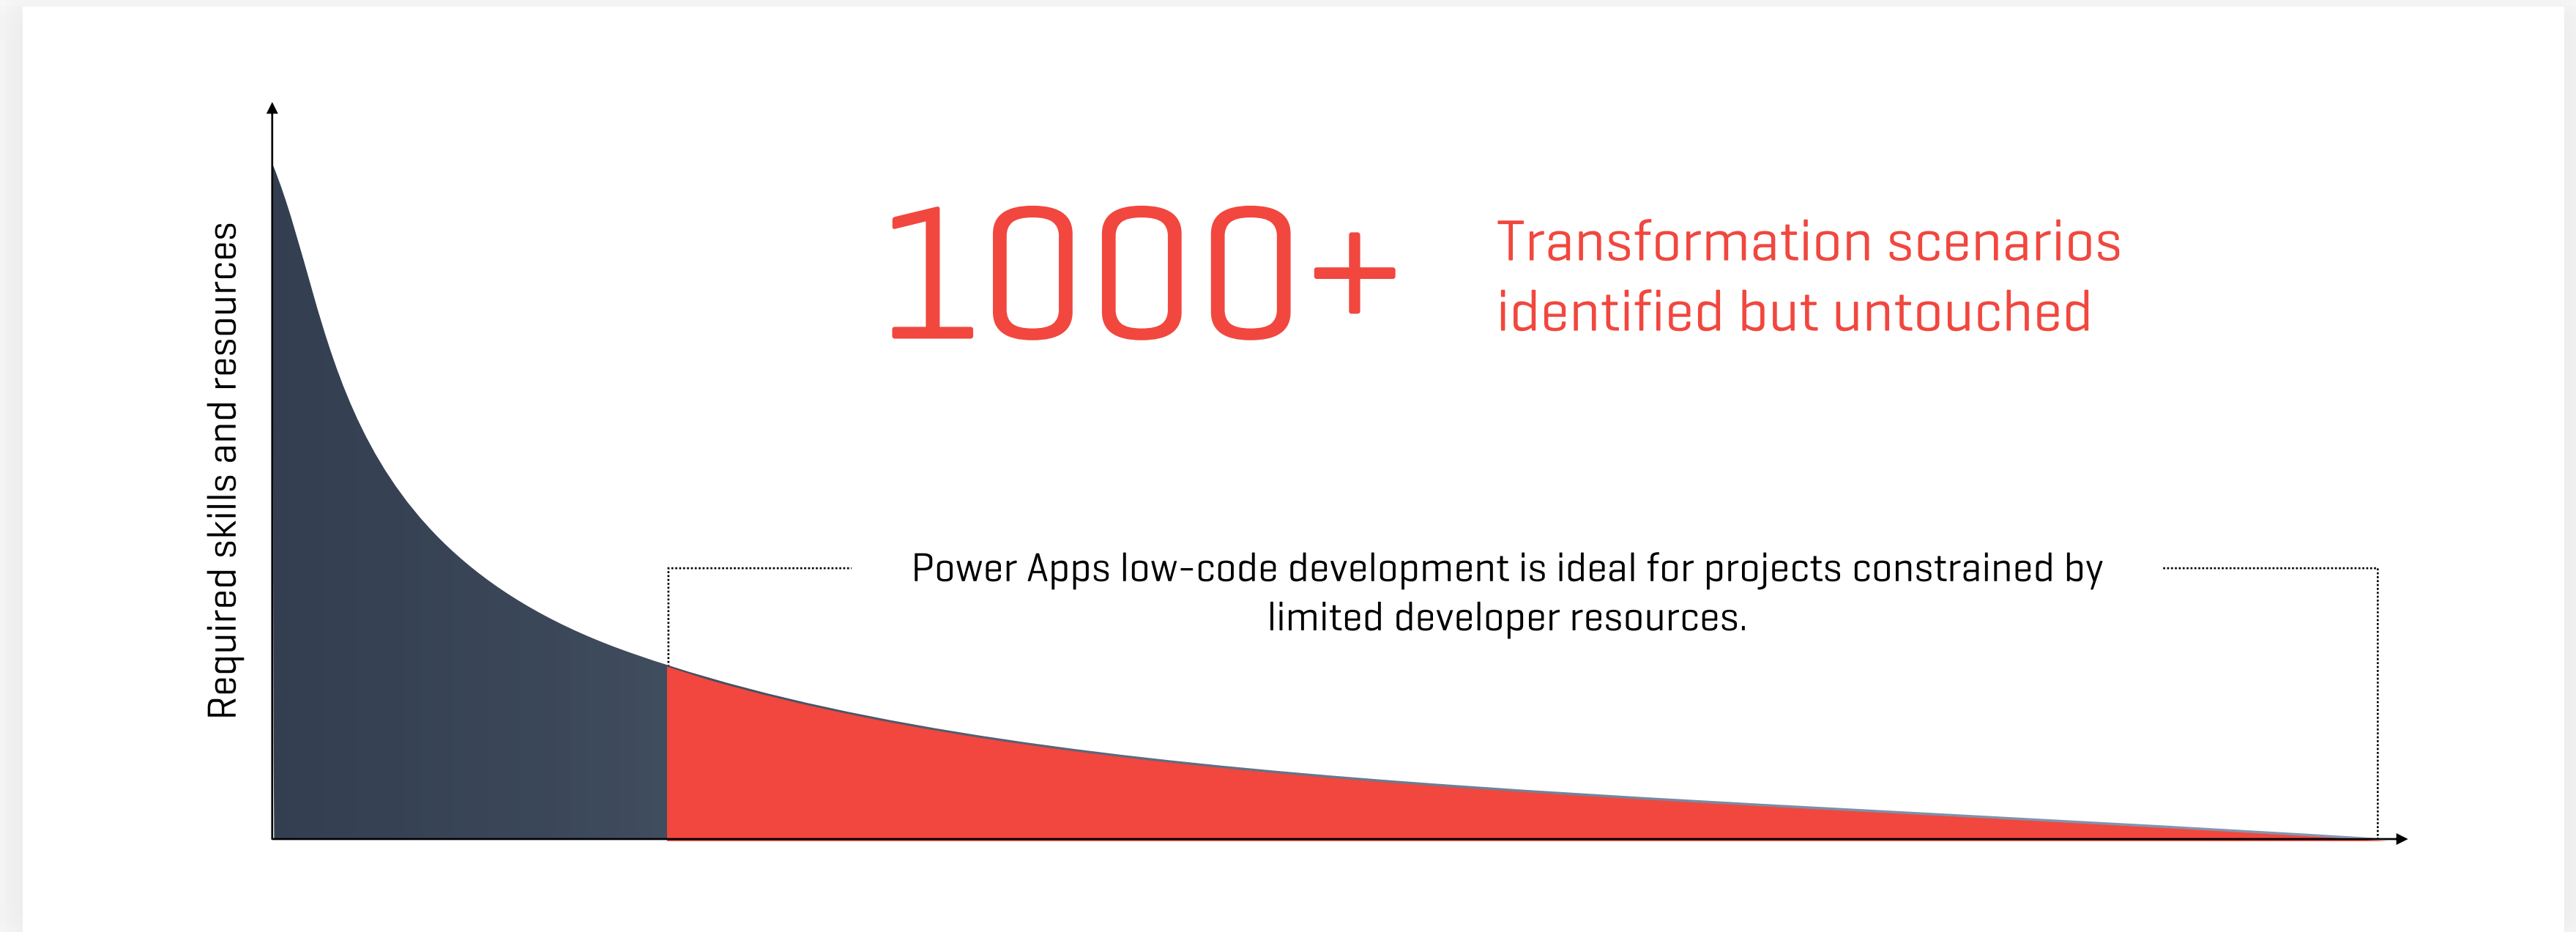 1000+
Transformation scenarios
identified but untouched
Required skills and resources
Power Apps low-code development is ideal for projects constrained by
limited developer resources.